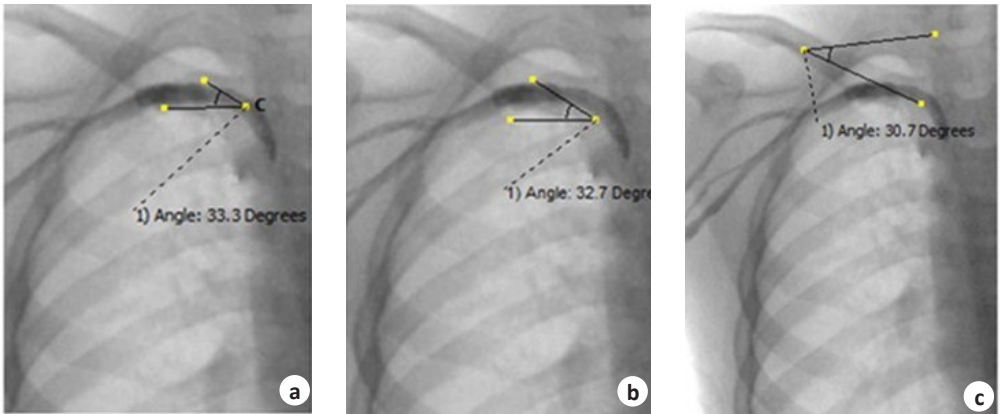 C
1) Angle: 33.3 Degrees
a
1) Angle: 32.7 Degre
b
1) Angle: 30.7 Degrees
c